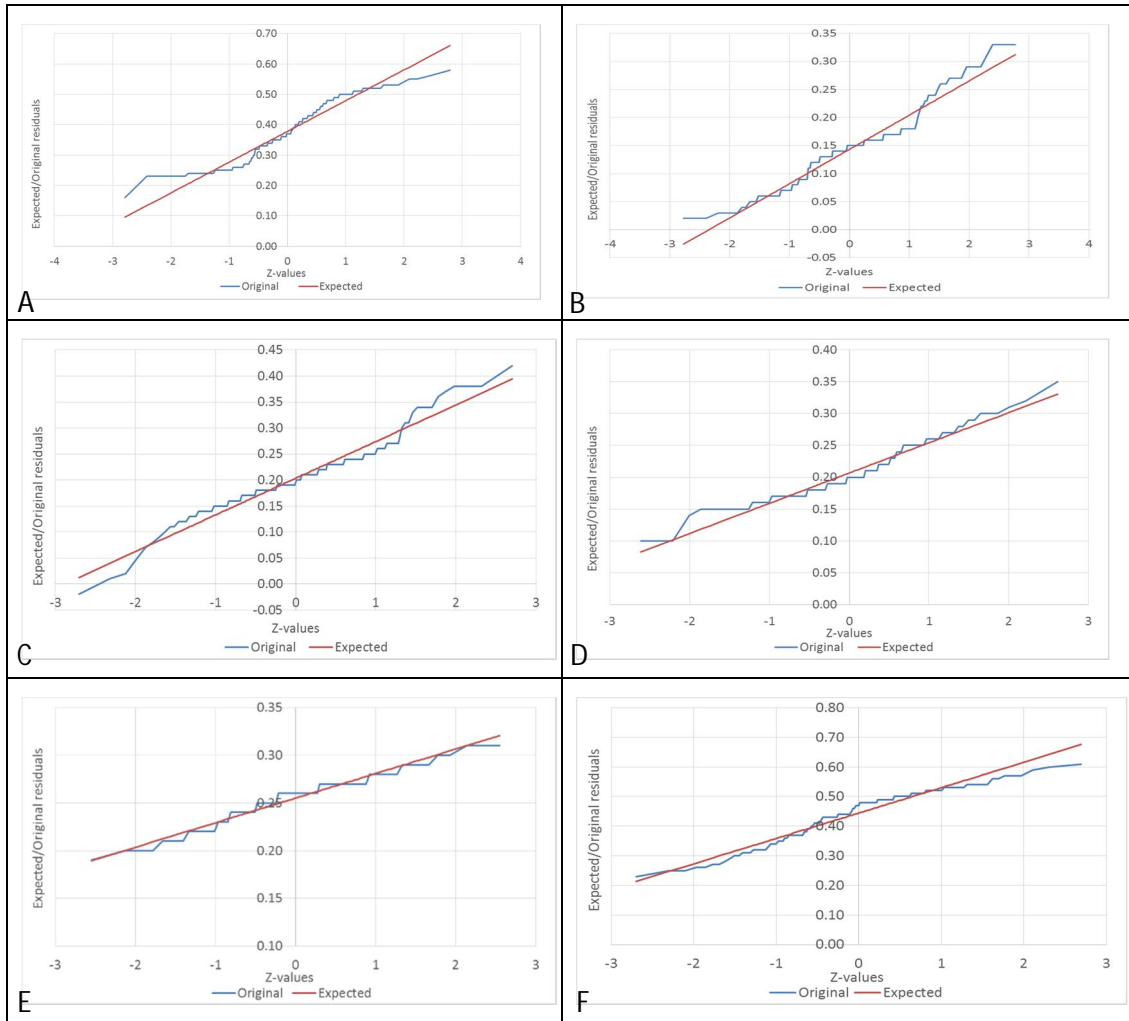 0.70
0.60
0.50
0.40
0.30
0.20
0.10
0.00
-4 -3 -2 -1 0 1 2 3 4
Expected/Original residuals
Z-values
Original Expected
A
0.35
0.30
0.25
0.20
0.15
0.10
0.05
0.00
-4 -3 -2 -1 0 1 2 3 4
-0.05
Expected/Original residuals
Z-values
Original Expected
B
0.45
0.40
0.35
0.30
0.25
0.20
0.15
0.10
0.05
0.00
-3 -2 -1 0 1 2 3
-0.05
Expected/Original residuals
Z-values
Original Expected
C
0.40
0.35
0.30
0.25
0.20
0.15
0.10
0.05
0.00
-3 -2 -1 0 1 2 3
Expected/Original residuals
Z-values
Original Expected
D
0.35
0.30
0.25
0.20
0.15
0.10
-3 -2 -1 0 1 2 3
Expected/Original residuals
Z-values
Original Expected
E
0.80
0.70
0.60
0.50
0.40
0.30
0.20
0.10
0.00
-3 -2 -1 0 1 2 3
Expected/Original residuals
Z-values
Original Expected
F